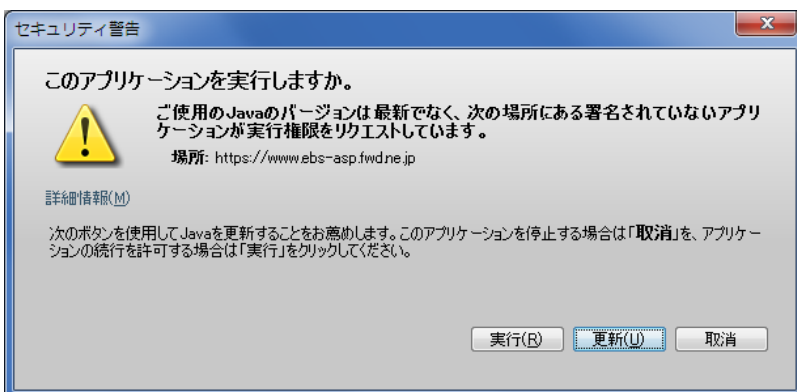 セキュリティ警告
このアプリケーションを実行しますか。
ご使用のJavaのバージョンは最新でなく、次の場所にある署名されていないアプリ
ケーションが実行権限をリクエストしています。
場所: https://www.ebs-asp.fwd.ne.jp
詳細情報(M)
次のボタンを使用してJavaを更新することをお薦めします。このアプリケーションを停止する場合は「取消」を、アプリケー
ションの続行を許可する場合は「実行」をクリックしてください。
実行(R) 更新(U) 取消